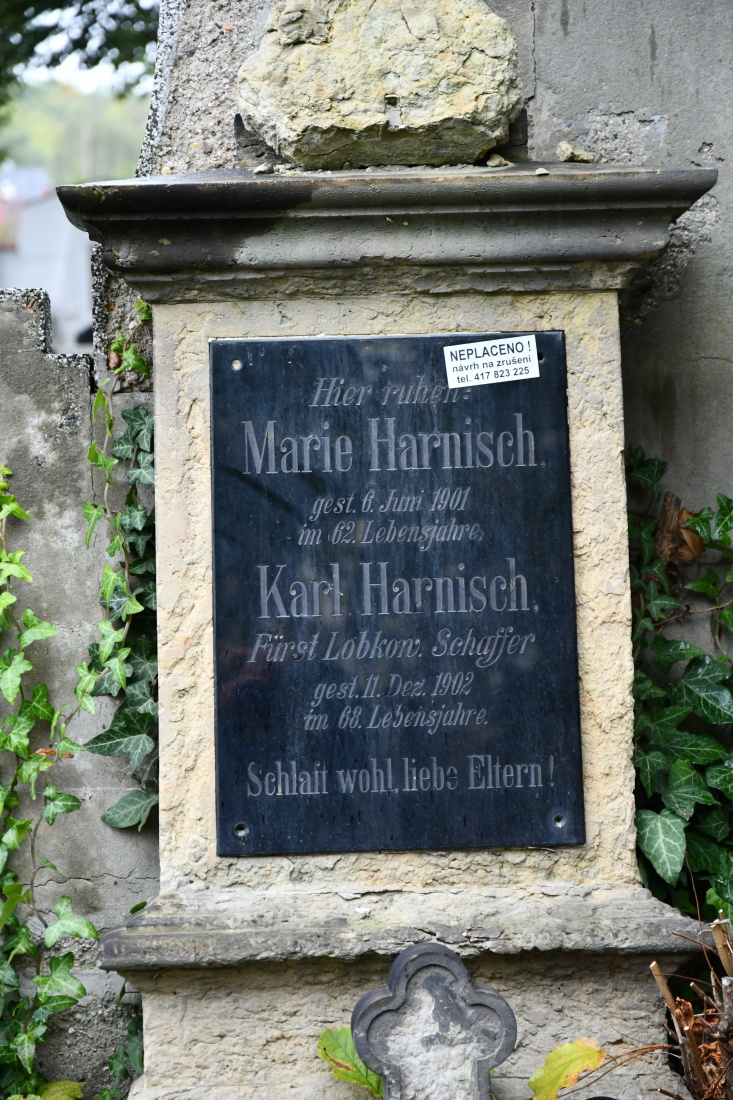 NEPLACENO !
návrh na zrušení
tel. 417 823 225
Hier ruhen:
Marie Harnisch,
gest. 6. Juni 1901
im 62. Lebensjahre,
Karl Harnisch,
Fürst Lobkow. Schaffer
gest. 11. Dez. 1902
im 68. Lebensjahre.
Schlaft wohl, liebe Eltern!